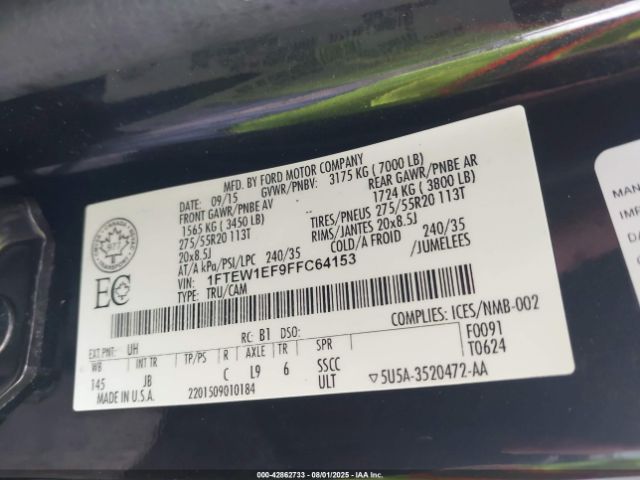 MFD. BY FORD MOTOR COMPANY
DATE: 09/15 GVWR/PNBV: 3175 KG ( 7000 LB)
FRONT GAWR/PNBE AV REAR GAWR/PNBE AR
1565 KG ( 3450 LB) 1724 KG ( 3800 LB)
275/55R20 113T TIRES/PNEUS 275/55R20 113T
20x8.5J RIMS/JANTES 20x8.5J
AT/A kPa/PSI/LPC 240/35 COLD/A FROID 240/35
VIN: 1FTEW1EF9FFC64153 /JUMELEES
TYPE: TRU/CAM
EC
COMPLIES: ICES/NMB-002
RC: B1 DSO: F0091
EXT PNT: UH T0624
WB INT TR TP/PS R AXLE TR SPR
145 JB C L9 6 SSCC
MADE IN U.S.A. 2201509010184 ULT 5U5A-3520472-AA
MAN
IMP
DA
000-42862733 - 08/01/2025 - IAA Inc.